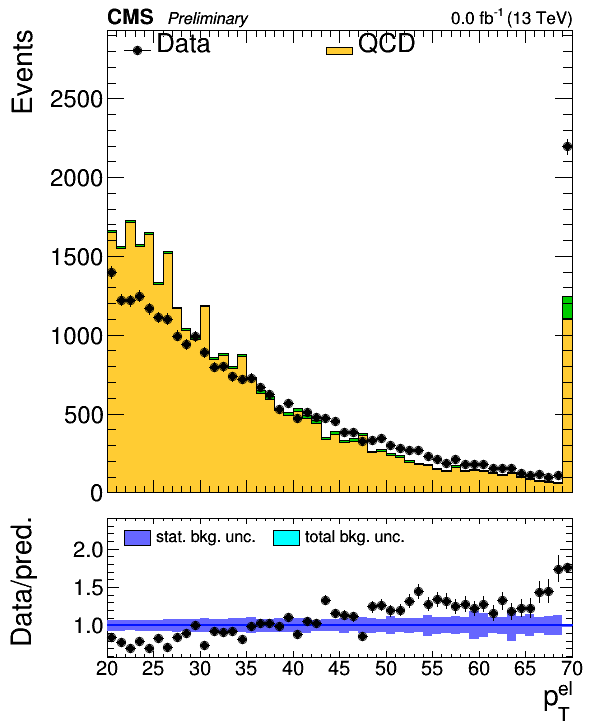 CMS Preliminary 0.0 fb⁻¹ (13 TeV)
Events
Data QCD
2500
2000
1500
1000
500
0
Data/pred.
stat. bkg. unc. total bkg. unc.
2.0
1.5
1.0
20 25 30 35 40 45 50 55 60 65 70
p_T^el